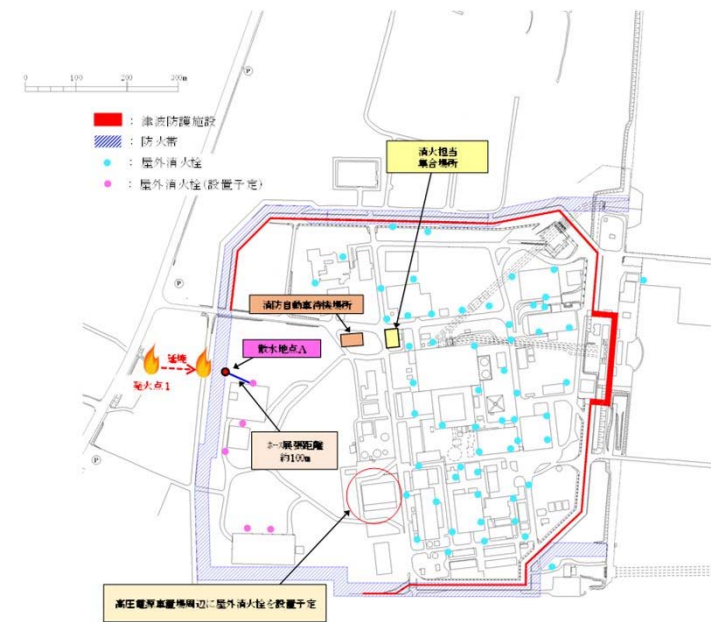 0 100 200 300m
P
： 津波防護施設
： 防火帯
： 屋外消火栓
： 屋外消火栓(設置予定)
消火担当
集合場所
P
消防自動車待機場所
散水地点A
延焼
発火点1
ホース展張距離
約100m
P
高圧電源車置場周辺に屋外消火栓を設置予定
P